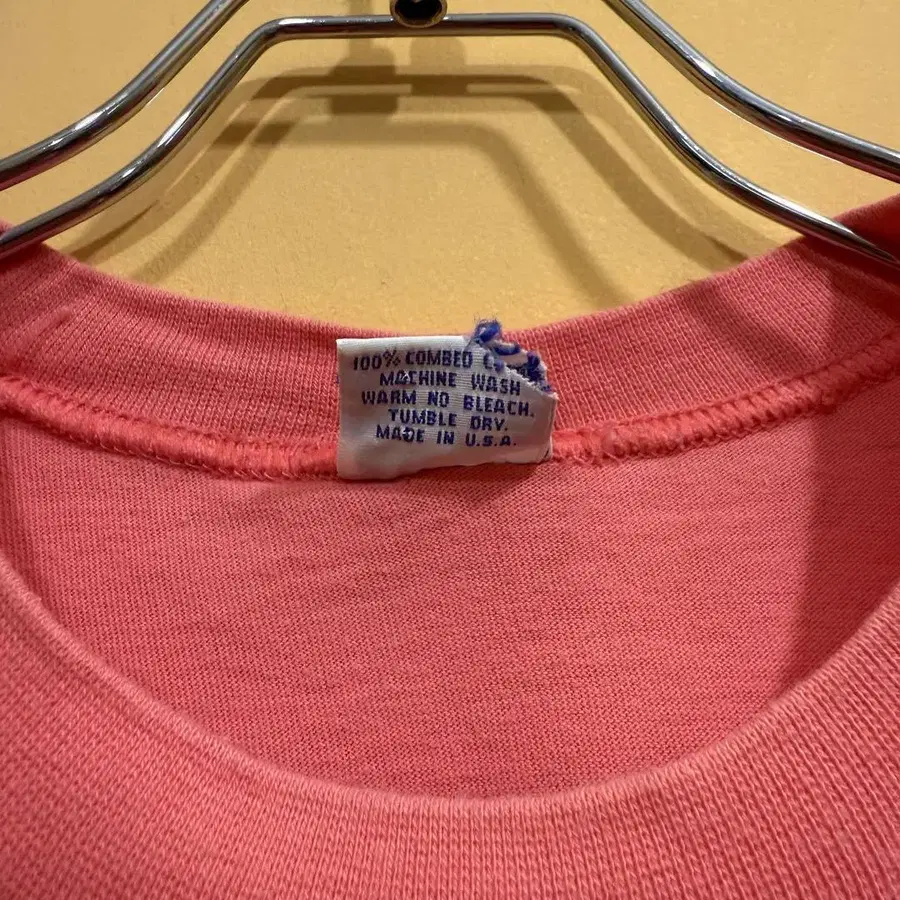 100% COMBED
MACHINE WASH
WARM NO BLEACH.
TUMBLE DRY.
MADE IN U.S.A.